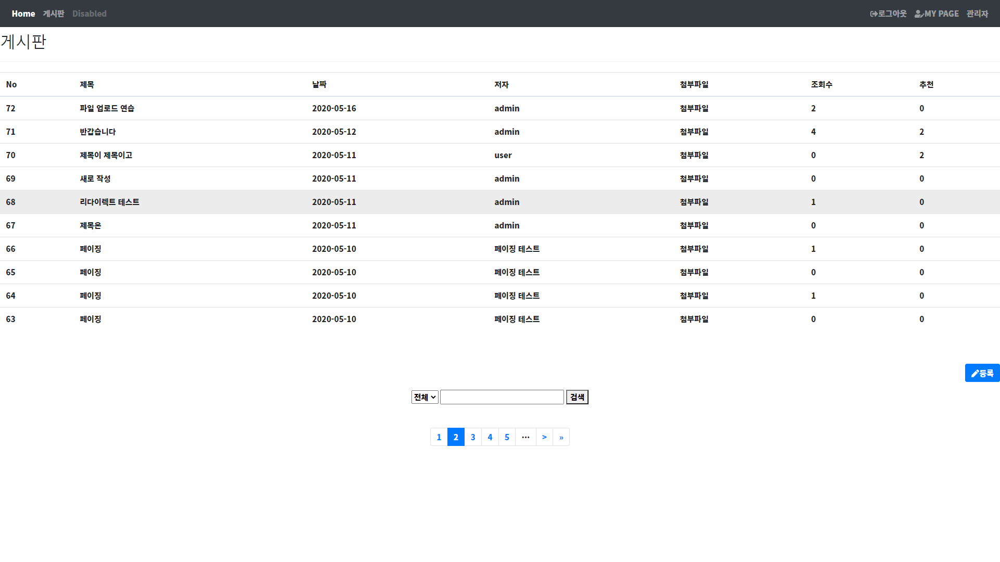 Home 게시판 Disabled 로그아웃 MY PAGE 관리자
게시판
No 제목 날짜 저자 첨부파일 조회수 추천
72 파일 업로드 연습 2020-05-16 admin 첨부파일 2 0
71 반갑습니다 2020-05-12 admin 첨부파일 4 2
70 제목이 제목이고 2020-05-11 user 첨부파일 0 2
69 새로 작성 2020-05-11 admin 첨부파일 0 0
68 리다이렉트 테스트 2020-05-11 admin 첨부파일 1 0
67 제목은 2020-05-11 admin 첨부파일 0 0
66 페이징 2020-05-10 페이징 테스트 첨부파일 1 0
65 페이징 2020-05-10 페이징 테스트 첨부파일 0 0
64 페이징 2020-05-10 페이징 테스트 첨부파일 1 0
63 페이징 2020-05-10 페이징 테스트 첨부파일 0 0
등록
전체 검색
1 2 3 4 5 ··· > »